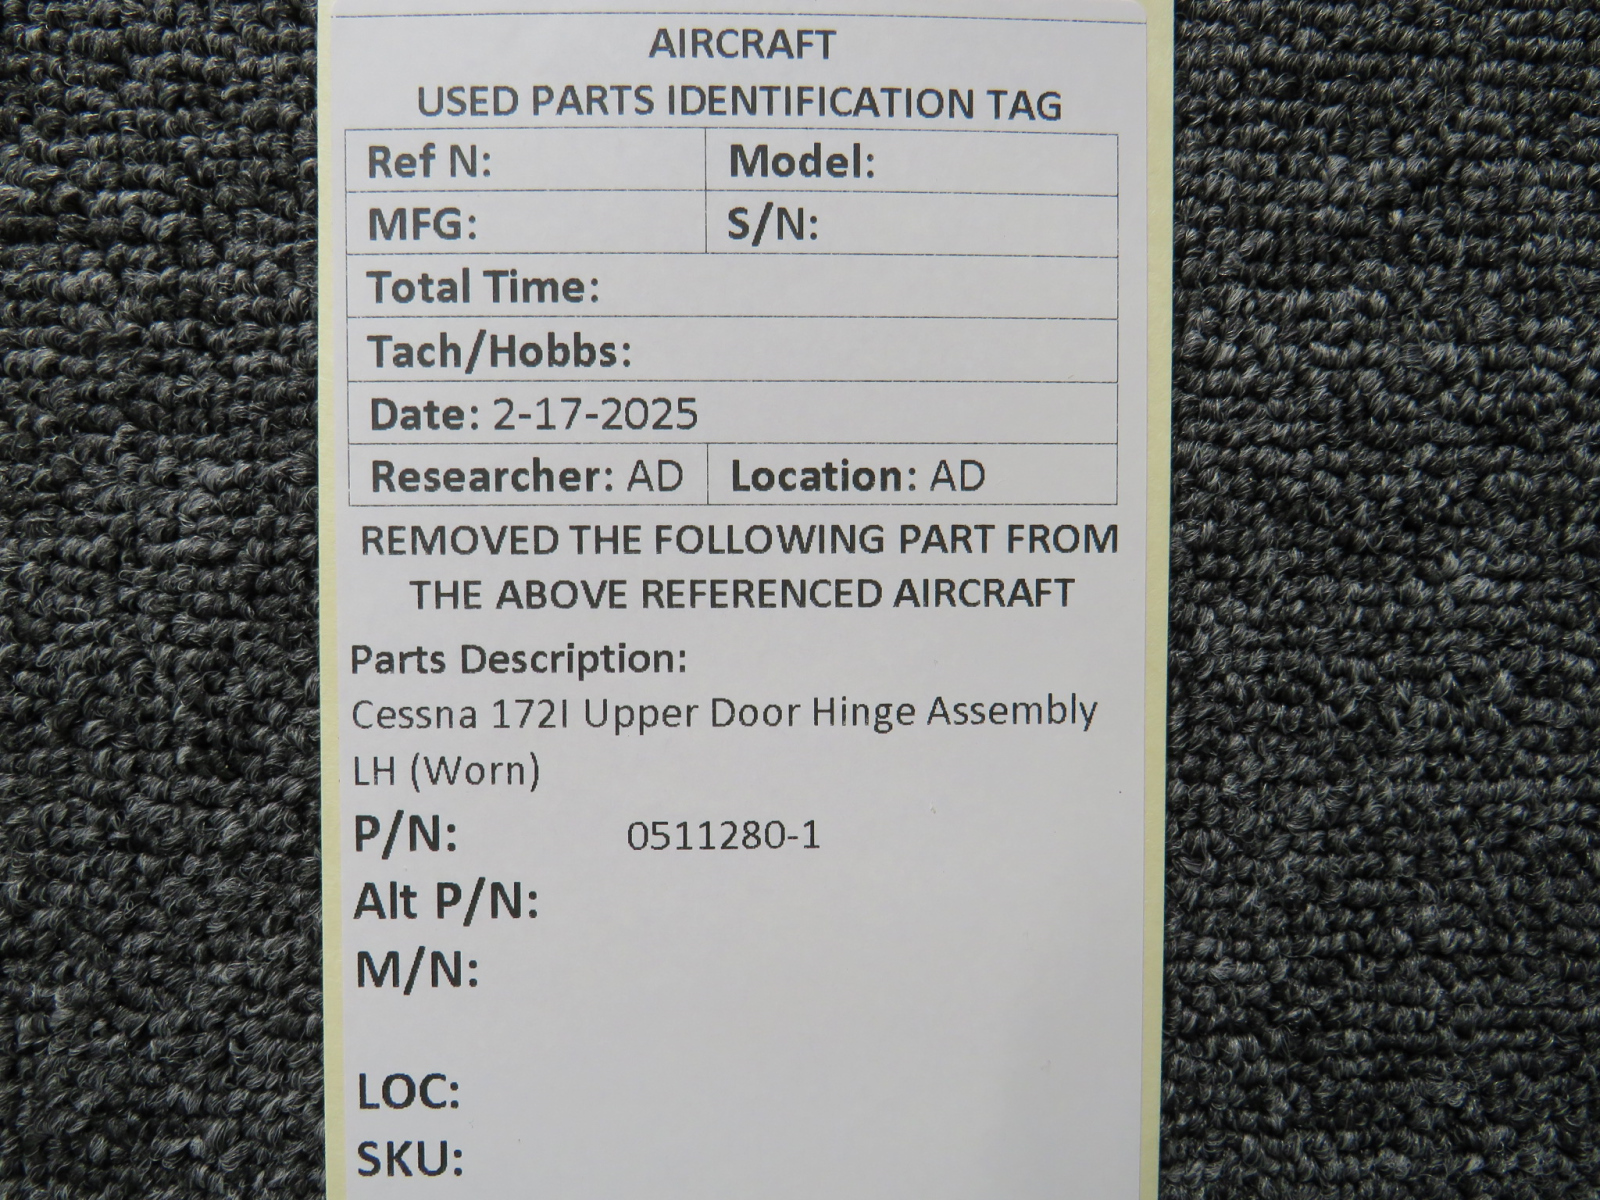 AIRCRAFT
USED PARTS IDENTIFICATION TAG
Ref N: Model:
MFG: S/N:
Total Time:
Tach/Hobbs:
Date: 2-17-2025
Researcher: AD Location: AD
REMOVED THE FOLLOWING PART FROM
THE ABOVE REFERENCED AIRCRAFT
Parts Description:
Cessna 172I Upper Door Hinge Assembly
LH (Worn)
P/N: 0511280-1
Alt P/N:
M/N:
LOC:
SKU: